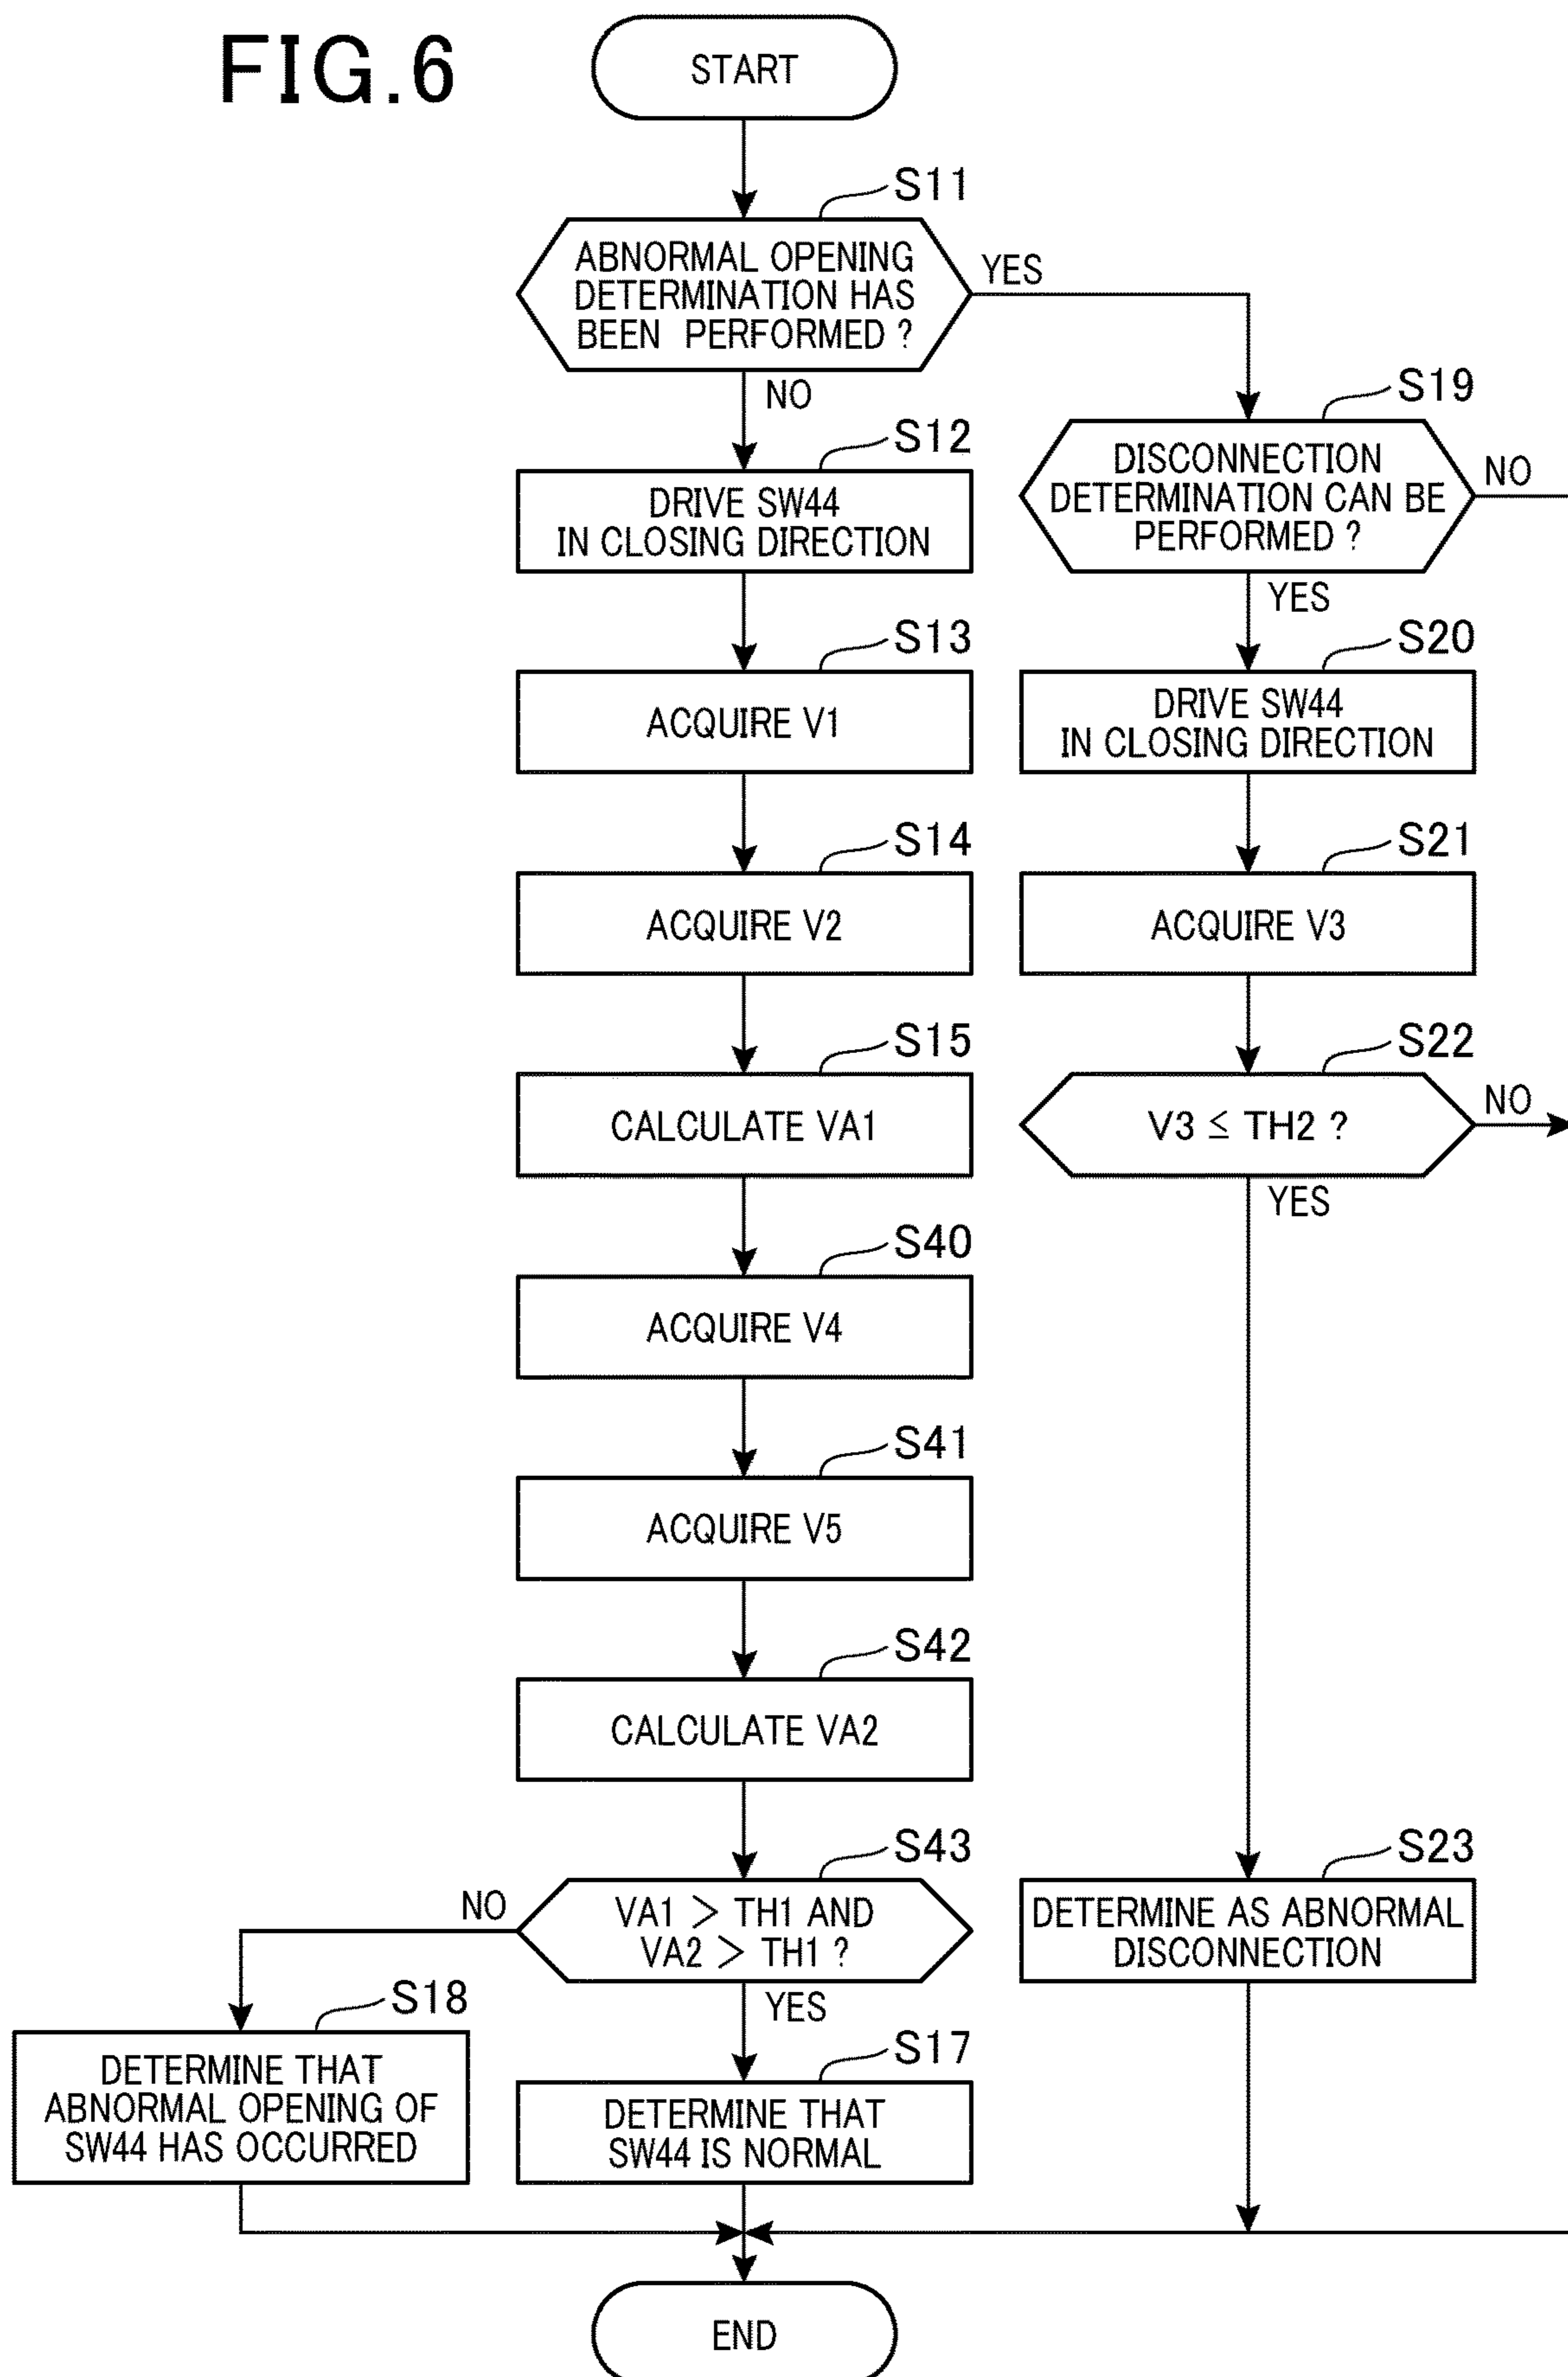 FIG.6
START
S11
ABNORMAL OPENING
DETERMINATION HAS
BEEN PERFORMED ?
YES
NO
S12
DRIVE SW44
IN CLOSING DIRECTION
S13
ACQUIRE V1
S14
ACQUIRE V2
S15
CALCULATE VA1
S40
ACQUIRE V4
S41
ACQUIRE V5
S42
CALCULATE VA2
S43
VA1 > TH1 AND
VA2 > TH1 ?
NO
YES
S18
DETERMINE THAT
ABNORMAL OPENING OF
SW44 HAS OCCURRED
S17
DETERMINE THAT
SW44 IS NORMAL
S19
DISCONNECTION
DETERMINATION CAN BE
PERFORMED ?
NO
YES
S20
DRIVE SW44
IN CLOSING DIRECTION
S21
ACQUIRE V3
S22
V3 ≤ TH2 ?
NO
YES
S23
DETERMINE AS ABNORMAL
DISCONNECTION
END